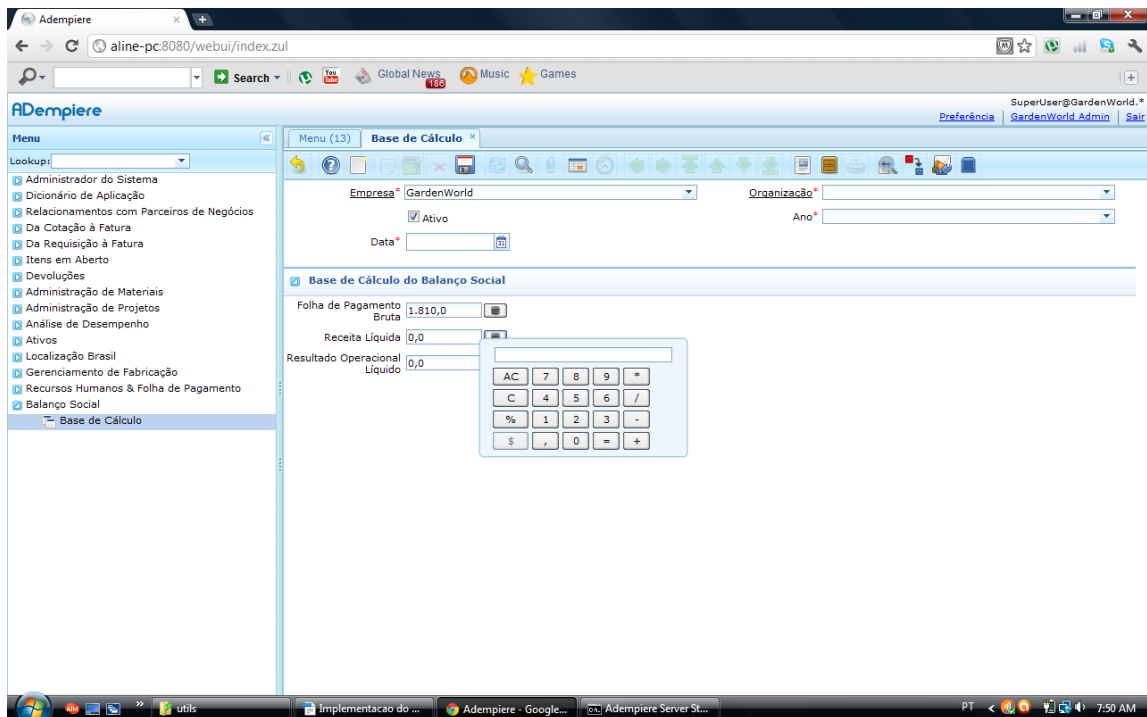 Adempiere
aline-pc:8080/webui/index.zul
Search
You Tube
Global News
186
Music
Games
ADempiere
SuperUser@GardenWorld.*
Preferência | GardenWorld Admin | Sair
Menu
Lookup:
Administrador do Sistema
Dicionário de Aplicação
Relacionamentos com Parceiros de Negócios
Da Cotação à Fatura
Da Requisição à Fatura
Itens em Aberto
Devoluções
Administração de Materiais
Administração de Projetos
Análise de Desempenho
Ativos
Localização Brasil
Gerenciamento de Fabricação
Recursos Humanos & Folha de Pagamento
Balanço Social
Base de Cálculo
Menu (13)
Base de Cálculo
Empresa* GardenWorld
Organização*
Ativo
Ano*
Data*
31
Base de Cálculo do Balanço Social
Folha de Pagamento
Bruta
1.810,0
Receita Líquida 0,0
Resultado Operacional
Líquido
0,0
AC 7 8 9 *
C 4 5 6 /
% 1 2 3 -
$ , 0 = +
utils
Implementacao do ...
Adempiere - Google...
Adempiere Server St...
PT
7:50 AM